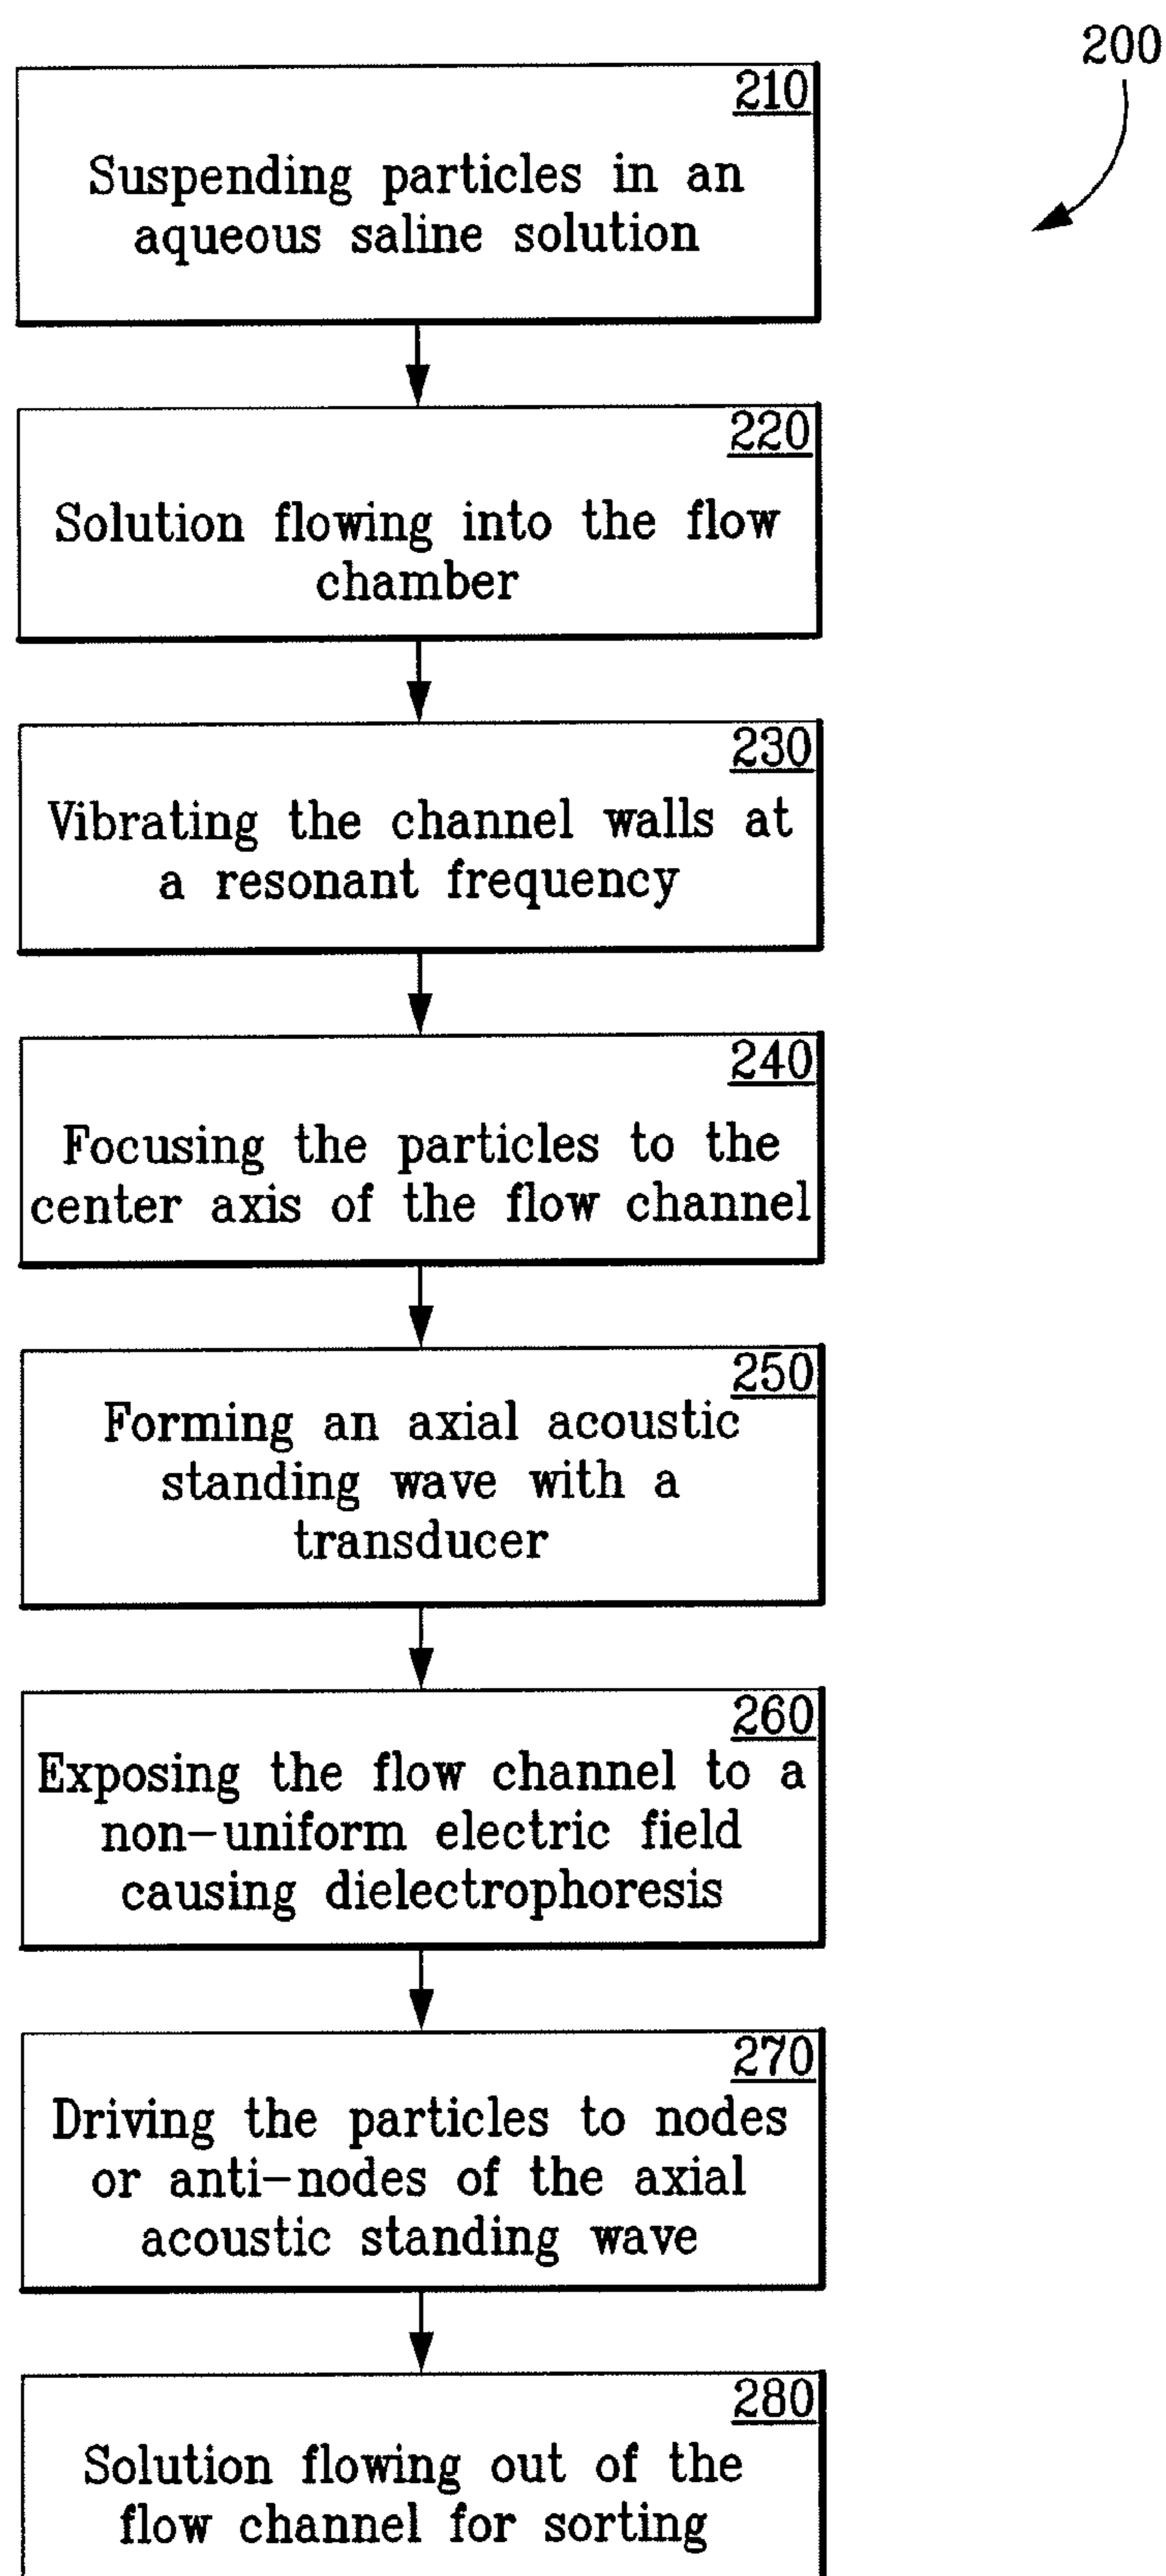 200
210
Suspending particles in an
aqueous saline solution
220
Solution flowing into the flow
chamber
230
Vibrating the channel walls at
a resonant frequency
240
Focusing the particles to the
center axis of the flow channel
250
Forming an axial acoustic
standing wave with a
transducer
260
Exposing the flow channel to a
non-uniform electric field
causing dielectrophoresis
270
Driving the particles to nodes
or anti-nodes of the axial
acoustic standing wave
280
Solution flowing out of the
flow channel for sorting